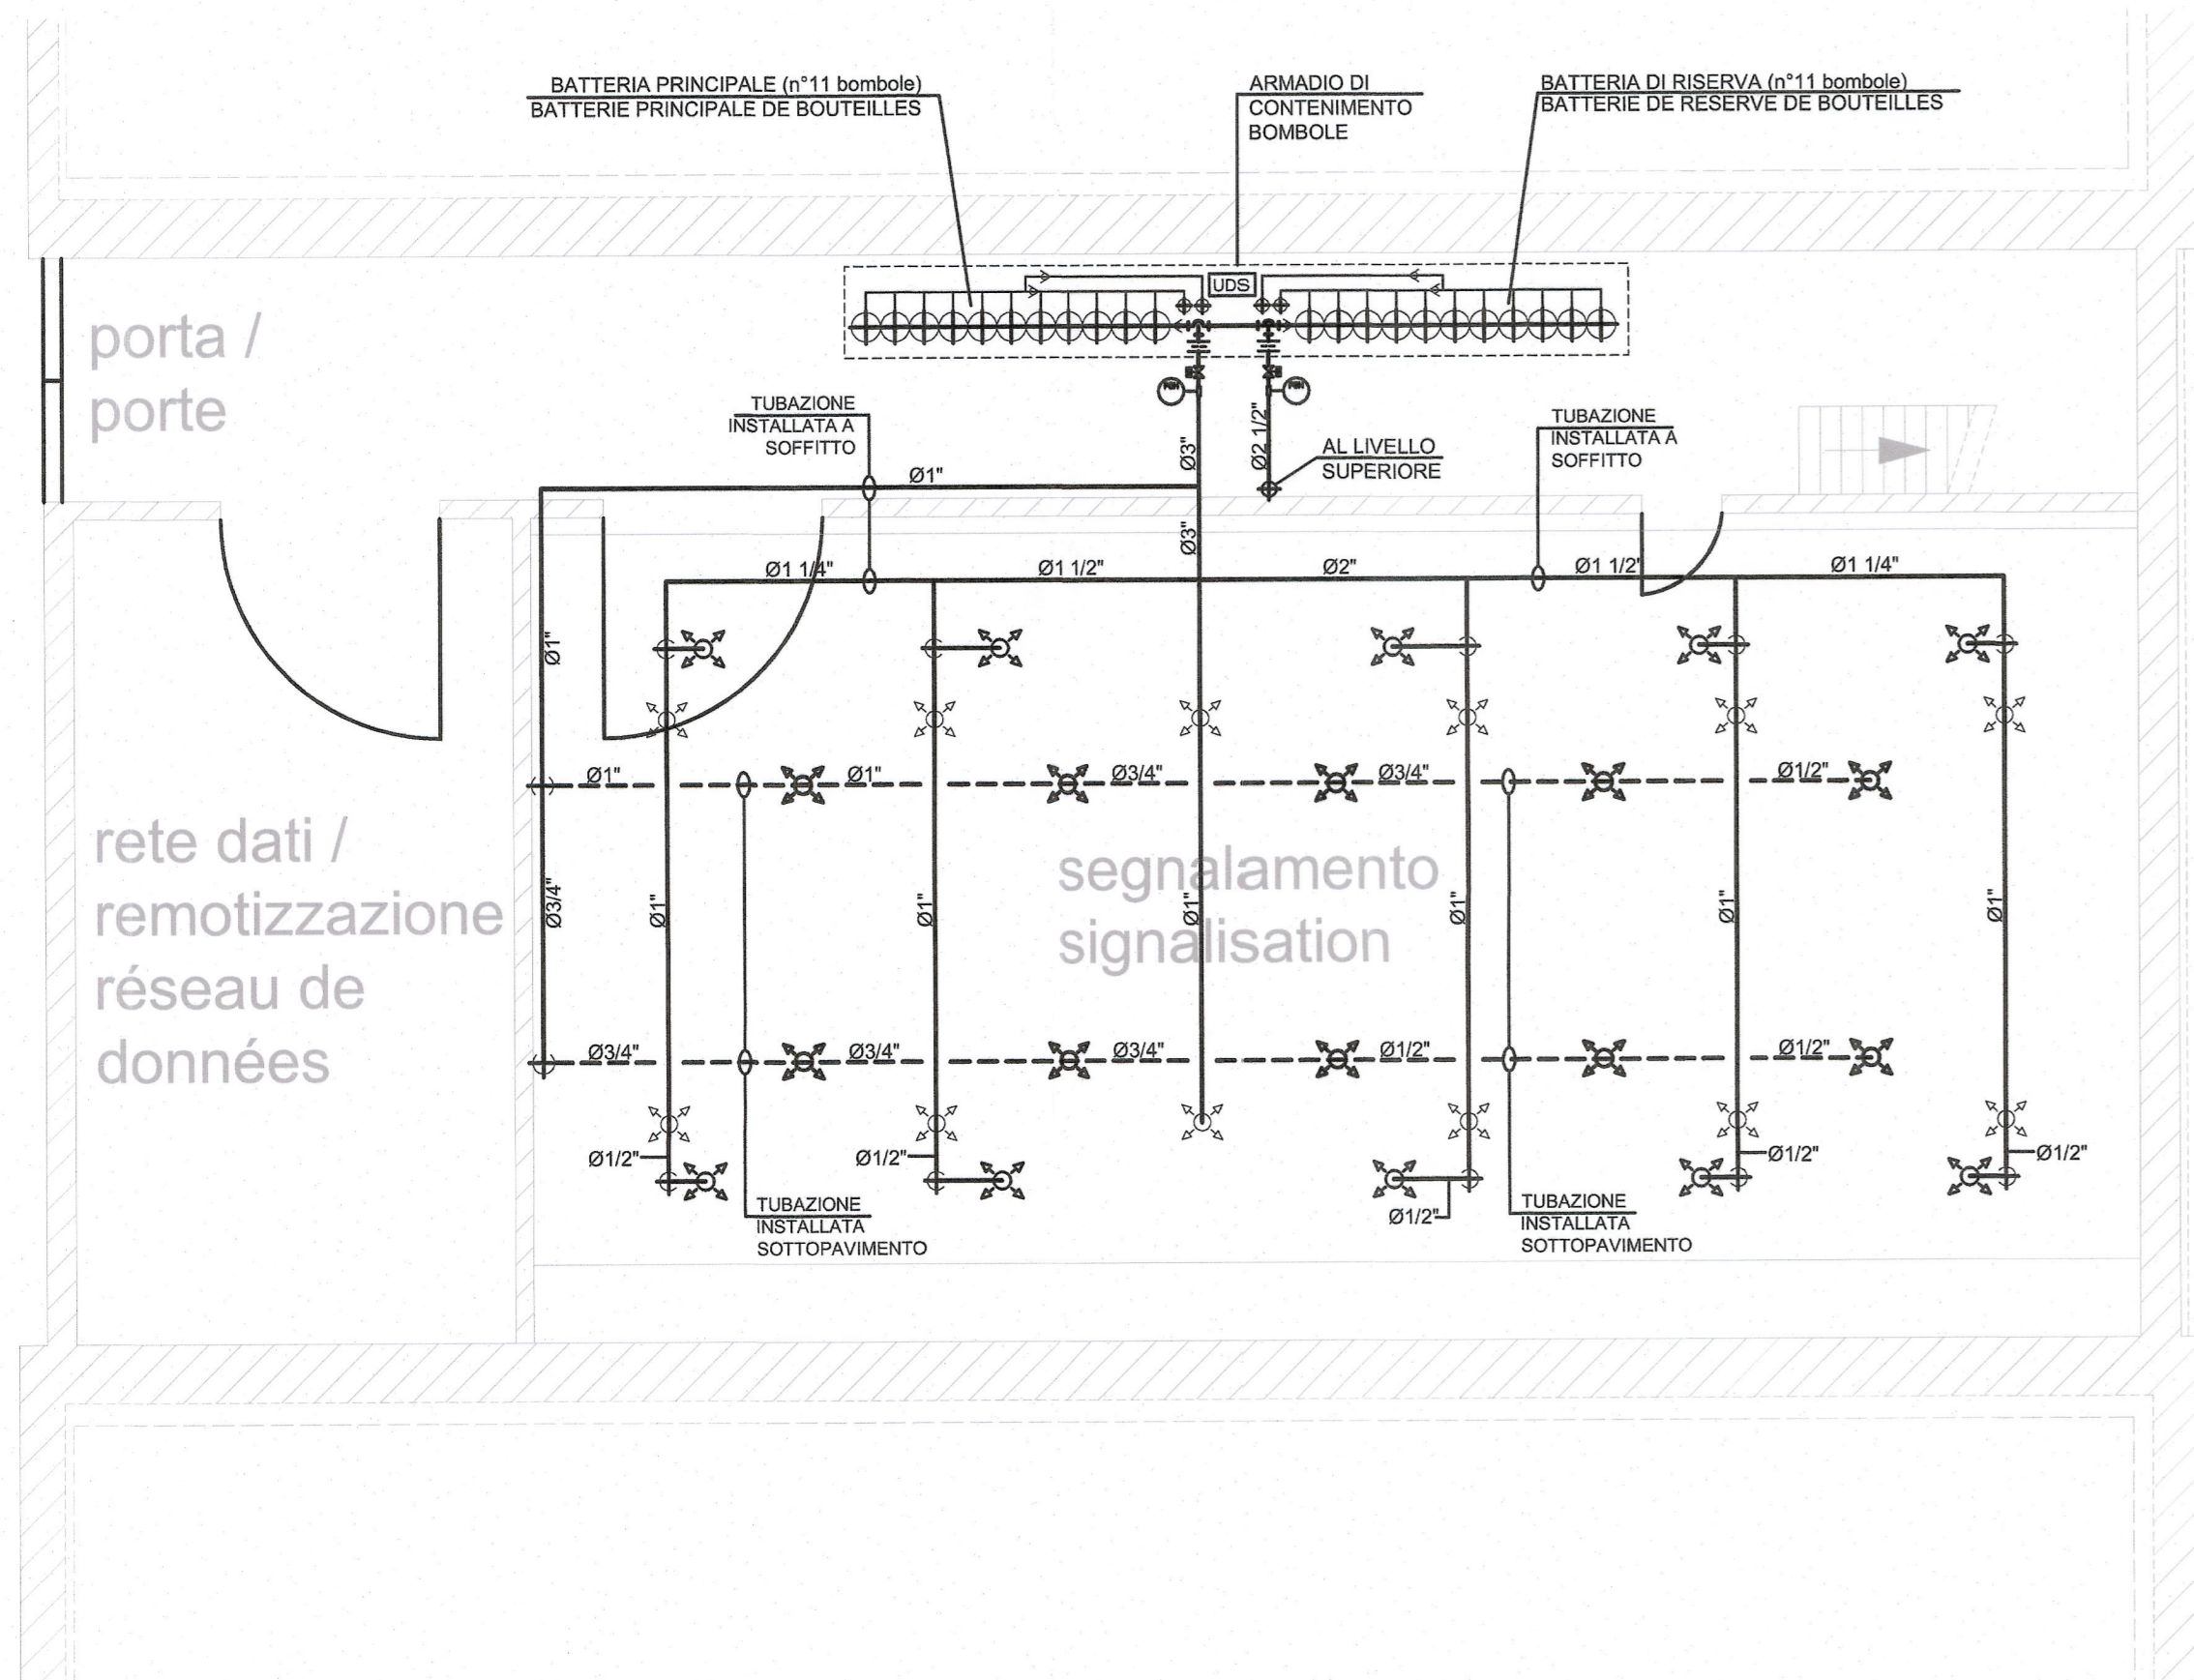 BATTERIA PRINCIPALE (n°11 bombole)
BATTERIE PRINCIPALE DE BOUTEILLES
ARMADIO DI
CONTENIMENTO
BOMBOLE
BATTERIA DI RISERVA (n°11 bombole)
BATTERIE DE RESERVE DE BOUTEILLES
UDS
porta /
porte
TUBAZIONE
INSTALLATA A
SOFFITTO
Ø3"
Ø2 1/2"
AL LIVELLO
SUPERIORE
TUBAZIONE
INSTALLATA A
SOFFITTO
Ø1"
Ø3"
Ø1 1/4"
Ø1 1/2"
Ø2"
Ø1 1/2"
Ø1 1/4"
Ø1"
Ø1"
Ø1"
Ø3/4"
Ø3/4"
Ø1/2"
rete dati /
remotizzazione
réseau de
données
segnalamento
signalisation
Ø3/4"
Ø1"
Ø1"
Ø1"
Ø1"
Ø1"
Ø1"
Ø3/4"
Ø3/4"
Ø3/4"
Ø1/2"
Ø1/2"
Ø1/2"
Ø1/2"
Ø1/2"
Ø1/2"
Ø1/2"
TUBAZIONE
INSTALLATA
SOTTOPAVIMENTO
TUBAZIONE
INSTALLATA
SOTTOPAVIMENTO